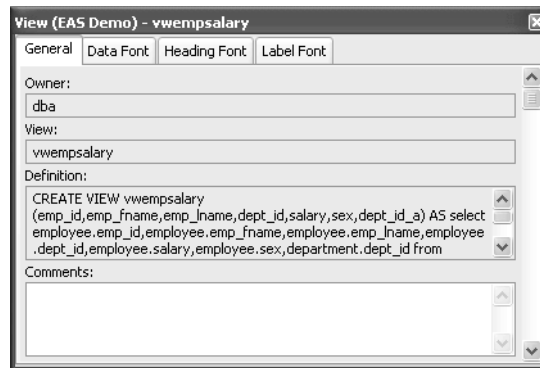 View (EAS Demo) - vwempsalary
General Data Font Heading Font Label Font
Owner:
dba
View:
vwempsalary
Definition:
CREATE VIEW vwempsalary
(emp_id,emp_fname,emp_lname,dept_id,salary,sex,dept_id_a) AS select
employee.emp_id,employee.emp_fname,employee.emp_lname,employee
.dept_id,employee.salary,employee.sex,department.dept_id from
Comments: